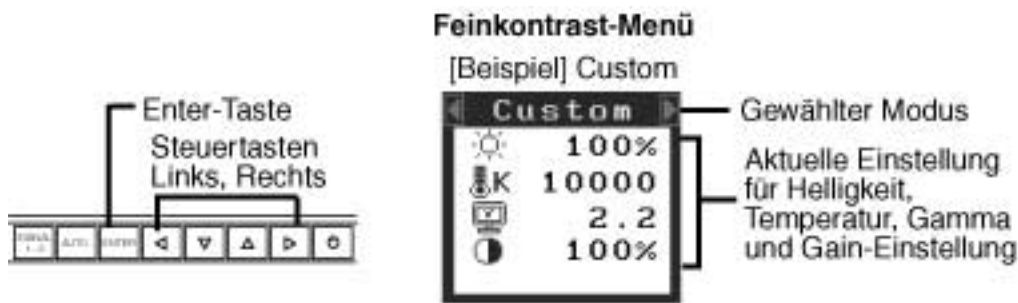 Feinkontrast-Menü
[Beispiel] Custom
Custom
100%
K 10000
2.2
100%
Gewählter Modus
Aktuelle Einstellung
für Helligkeit,
Temperatur, Gamma
und Gain-Einstellung
Enter-Taste
Steuertasten
Links, Rechts
ENTER